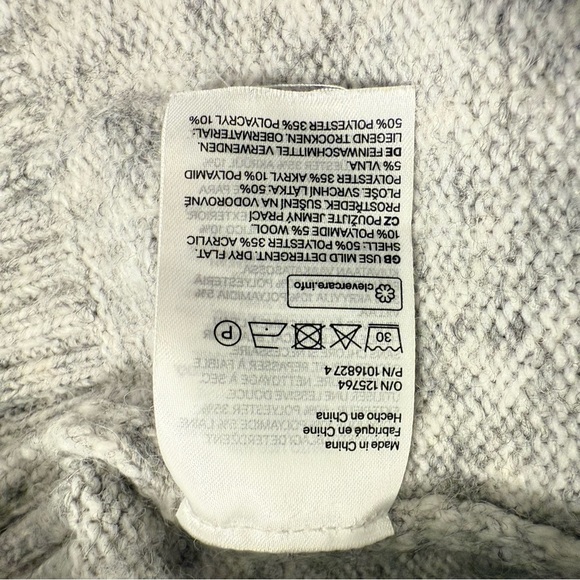 Made in China
Fabriqué en Chine
Hecho en China
O/N 125764
P/N 1016827 4
30 P
clevercare.info
GB USE MILD DETERGENT. DRY FLAT.
SHELL: 50% POLYESTER 35% ACRYLIC
10% POLYAMIDE 5% WOOL
CZ POUŽIJTE JEMNÝ PRACÍ
PROSTŘEDEK SUŠENÍ NA VODOROVNÉ
PLOŠE. SVRCHNÍ LÁTKA: 50%
POLYESTER 35% AKRYL 10% POLYAMID
5% VLNA
DE FEINWASCHMITTEL VERWENDEN.
LIEGEND TROCKNEN. OBERMATERIAL:
50% POLYESTER 35% POLYACRYL 10%